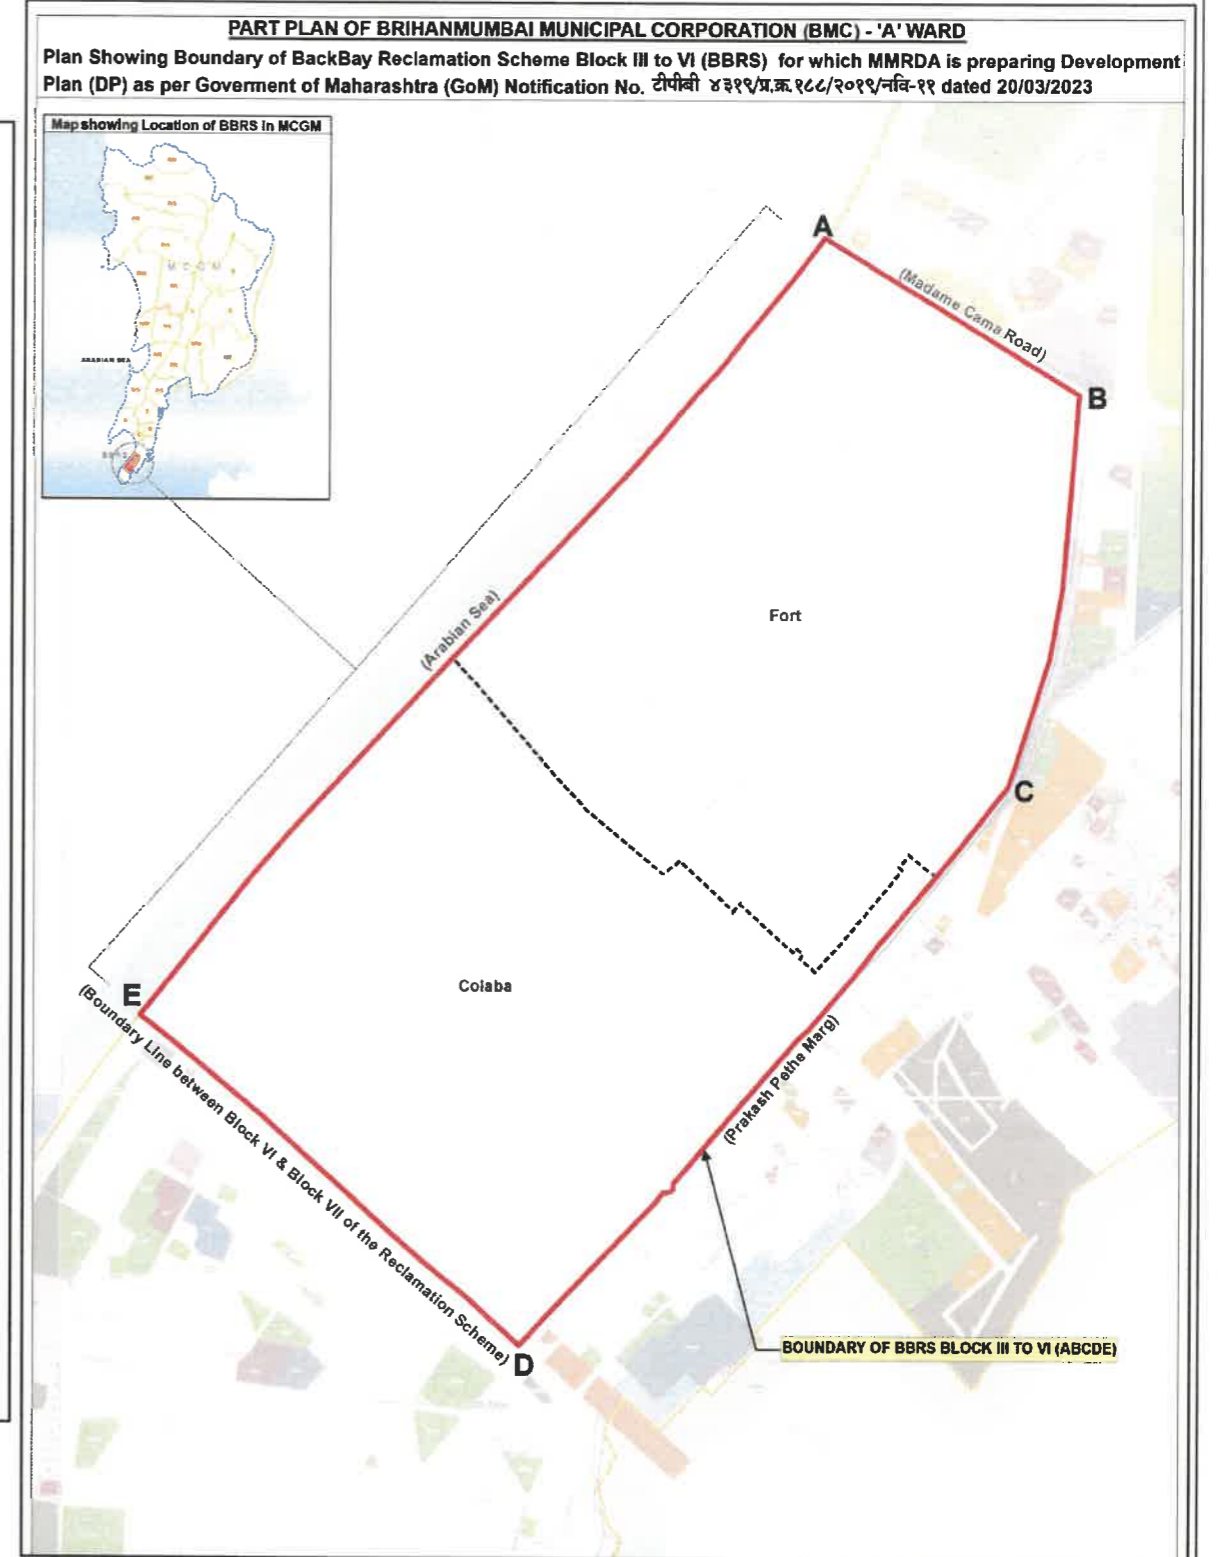 PART PLAN OF BRIHANMUMBAI MUNICIPAL CORPORATION (BMC) - 'A' WARD
Plan Showing Boundary of BackBay Reclamation Scheme Block III to VI (BBRS) for which MMRDA is preparing Development
Plan (DP) as per Goverment of Maharashtra (GoM) Notification No. टीपीबी ४३१९/प्र.क्र.१८८/२०१९/नवि-११ dated 20/03/2023
Map showing Location of BBRS in MCGM
MCGM
ARABIAN SEA
A
(Madame Cama Road)
B
(Arabian Sea)
Fort
C
Colaba
E
(Boundary Line between Block VI & Block VII of the Reclamation Scheme)
(Prakash Pethe Marg)
D
BOUNDARY OF BBRS BLOCK III TO VI (ABCDE)